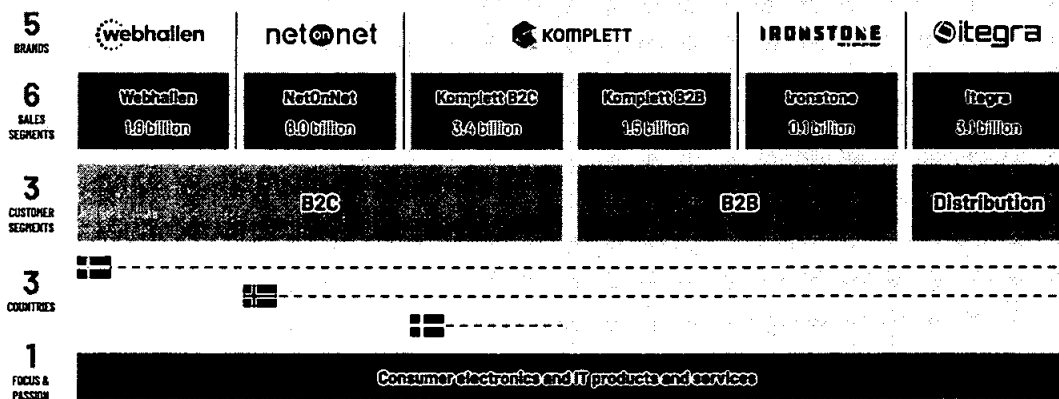 5
BRANDS
webhallen
net on net
KOMPLETT
IRONSTONE
itegra
6
SALES
SEGMENTS
Webhallen
1.8 billion
NetOnNet
8.0 billion
Komplett B2C
3.4 billion
Komplett B2B
1.5 billion
Ironstone
0.1 billion
Itegra
3.1 billion
3
CUSTOMER
SEGMENTS
B2C
B2B
Distribution
3
COUNTRIES
1
FOCUS &
PASSION
Consumer electronics and IT products and services